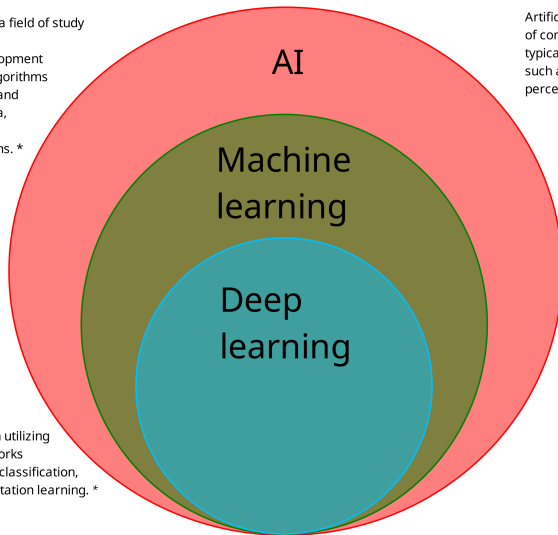 a field of study
opment
gorithms
and
a,
ns. *
AI
Machine
learning
Deep
learning
Artific
of con
typica
such a
perce
utilizing
orks
classification,
tation learning. *